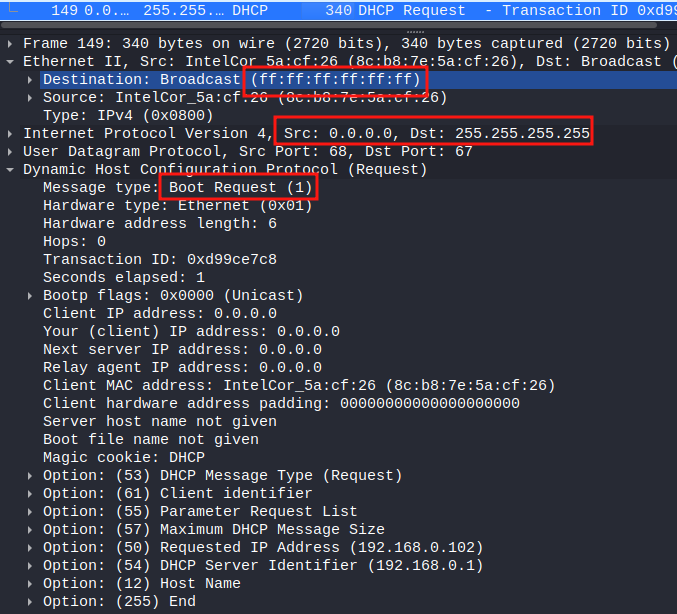 149 0.0.… 255.255.… DHCP 340 DHCP Request - Transaction ID 0xd99
Frame 149: 340 bytes on wire (2720 bits), 340 bytes captured (2720 bits)
Ethernet II, Src: IntelCor_5a:cf:26 (8c:b8:7e:5a:cf:26), Dst: Broadcast (
Destination: Broadcast (ff:ff:ff:ff:ff:ff)
Source: IntelCor_5a:cf:26 (8c:b8:7e:5a:cf:26)
Type: IPv4 (0x0800)
Internet Protocol Version 4, Src: 0.0.0.0, Dst: 255.255.255.255
User Datagram Protocol, Src Port: 68, Dst Port: 67
Dynamic Host Configuration Protocol (Request)
Message type: Boot Request (1)
Hardware type: Ethernet (0x01)
Hardware address length: 6
Hops: 0
Transaction ID: 0xd99ce7c8
Seconds elapsed: 1
Bootp flags: 0x0000 (Unicast)
Client IP address: 0.0.0.0
Your (client) IP address: 0.0.0.0
Next server IP address: 0.0.0.0
Relay agent IP address: 0.0.0.0
Client MAC address: IntelCor_5a:cf:26 (8c:b8:7e:5a:cf:26)
Client hardware address padding: 00000000000000000000
Server host name not given
Boot file name not given
Magic cookie: DHCP
Option: (53) DHCP Message Type (Request)
Option: (61) Client identifier
Option: (55) Parameter Request List
Option: (57) Maximum DHCP Message Size
Option: (50) Requested IP Address (192.168.0.102)
Option: (54) DHCP Server Identifier (192.168.0.1)
Option: (12) Host Name
Option: (255) End